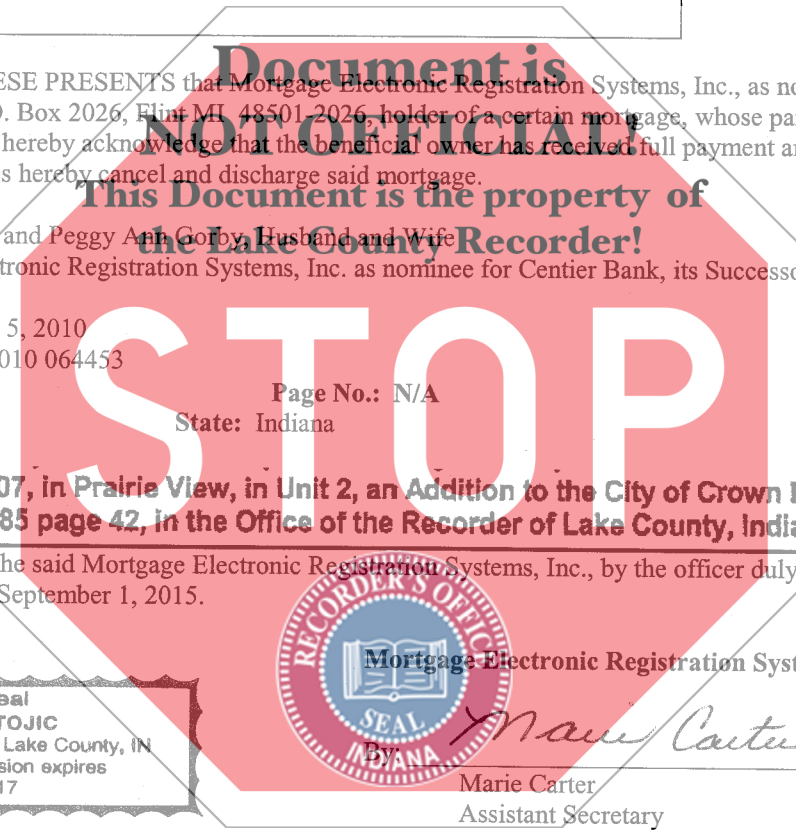 Document is
ESE PRESENTS that Mortgage Electronic Registration Systems, Inc., as no
. Box 2026, Flint MI 48501-2026, holder of a certain mortgage, whose pa
NOT OFFICIAL!
hereby acknowledge that the beneficial owner has received full payment a
s hereby cancel and discharge said mortgage.
This Document is the property of
and Peggy Ann Gorby, Husband and Wife
the Lake County Recorder!
tronic Registration Systems, Inc. as nominee for Centier Bank, its Successo
5, 2010
010 064453
STOP
Page No.: N/A
State: Indiana
07, in Prairie View, in Unit 2, an Addition to the City of Crown
85 page 42, in the Office of the Recorder of Lake County, Indi
he said Mortgage Electronic Registration Systems, Inc., by the officer duly
September 1, 2015.
RECORDER'S OFFICE
SEAL
INDIANA
Mortgage Electronic Registration Syst
eal
TOJIC
Lake County, IN
sion expires
17
By: Marie Carter
Marie Carter
Assistant Secretary